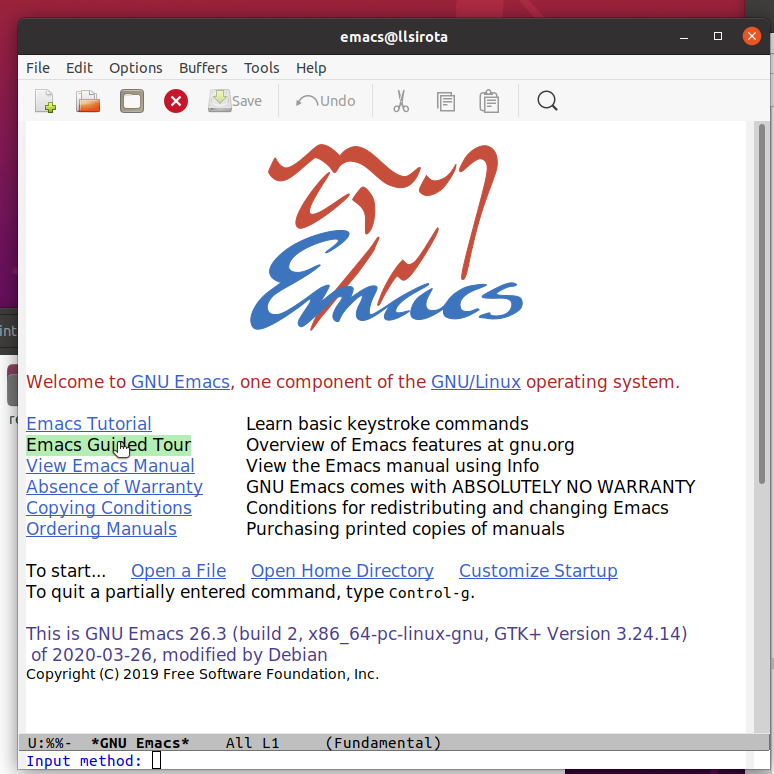 emacs@llsirota
File Edit Options Buffers Tools Help
Save Undo
Emacs
Welcome to GNU Emacs, one component of the GNU/Linux operating system.
Emacs Tutorial Learn basic keystroke commands
Emacs Guided Tour Overview of Emacs features at gnu.org
View Emacs Manual View the Emacs manual using Info
Absence of Warranty GNU Emacs comes with ABSOLUTELY NO WARRANTY
Copying Conditions Conditions for redistributing and changing Emacs
Ordering Manuals Purchasing printed copies of manuals
To start... Open a File Open Home Directory Customize Startup
To quit a partially entered command, type Control-g.
This is GNU Emacs 26.3 (build 2, x86_64-pc-linux-gnu, GTK+ Version 3.24.14)
of 2020-03-26, modified by Debian
Copyright (C) 2019 Free Software Foundation, Inc.
U:%%- *GNU Emacs* All L1 (Fundamental)
Input method: